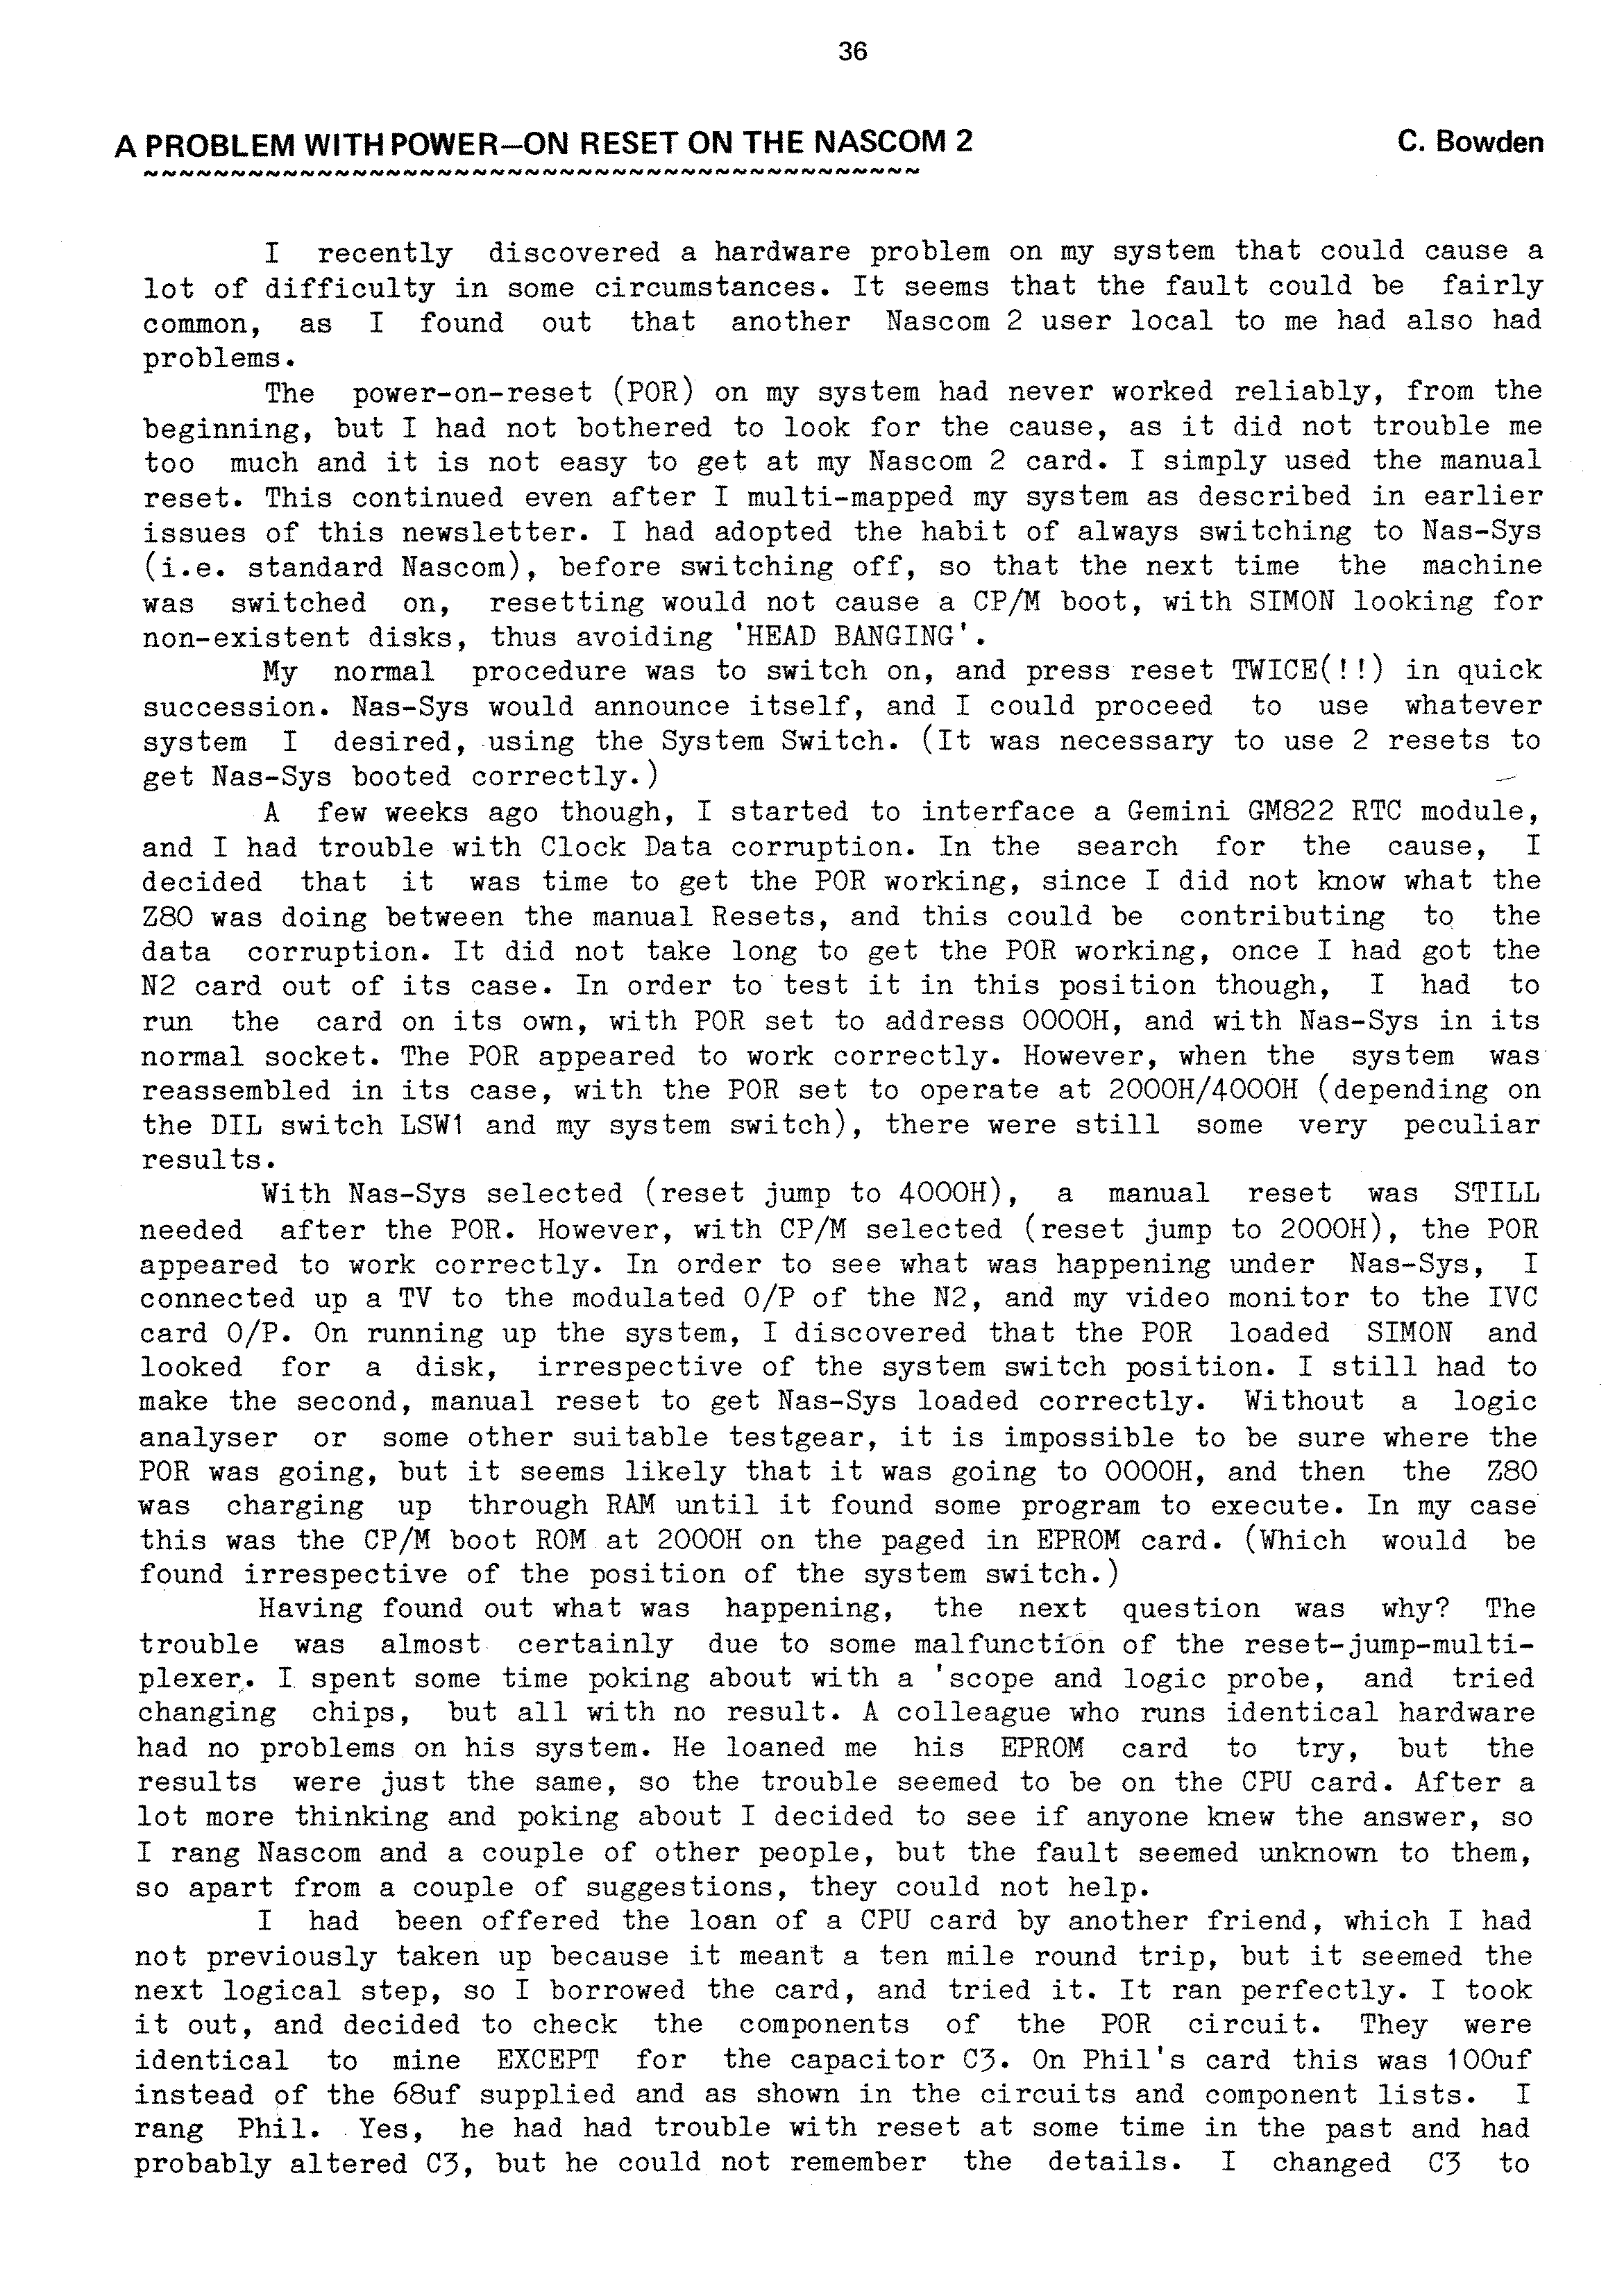 36
A PROBLEM WITH POWER—ON RESET ON THE NASCOM 2 C. Bowden
~~~~~~~~~~~~~~~~~~~~~~~~~~~~~~~~~~~~~~~~~~~~~
I recently discovered a hardware problem on my system that could cause a
lot of difficulty in some circumstances. It seems that the fault could be fairly
common, as I found out that another Nascom 2 user local to me had also had
problems.
The power-on-reset (POR) on my system had never worked reliably, from the
beginning, but I had not bothered to look for the cause, as it did not trouble me
too much and it is not easy to get at my Nascom 2 card. I simply used the manual
reset. This continued even after I multi-mapped my system as described in earlier
issues of this newsletter. I had adopted the habit of always switching to Nas-Sys
(i.e. standard Nascom), before switching off, so that the next time the machine
was switched on, resetting would not cause a CP/M boot, with SIMON looking for
non-existent disks, thus avoiding 'HEAD BANGING'.
My normal procedure was to switch on, and press reset TWICE(!!) in quick
succession. Nas-Sys would announce itself, and I could proceed to use whatever
system I desired, using the System Switch. (It was necessary to use 2 resets to
get Nas-Sys booted correctly.)
A few weeks ago though, I started to interface a Gemini GM822 RTC module,
and I had trouble with Clock Data corruption. In the search for the cause, I
decided that it was time to get the POR working, since I did not know what the
Z80 was doing between the manual Resets, and this could be contributing to the
data corruption. It did not take long to get the POR working, once I had got the
N2 card out of its case. In order to test it in this position though, I had to
run the card on its own, with POR set to address 0000H, and with Nas-Sys in its
normal socket. The POR appeared to work correctly. However, when the system was
reassembled in its case, with the POR set to operate at 2000H/4000H (depending on
the DIL switch LSW1 and my system switch), there were still some very peculiar
results.
With Nas-Sys selected (reset jump to 4000H), a manual reset was STILL
needed after the POR. However, with CP/M selected (reset jump to 2000H), the POR
appeared to work correctly. In order to see what was happening under Nas-Sys, I
connected up a TV to the modulated O/P of the N2, and my video monitor to the IVC
card O/P. On running up the system, I discovered that the POR loaded SIMON and
looked for a disk, irrespective of the system switch position. I still had to
make the second, manual reset to get Nas-Sys loaded correctly. Without a logic
analyser or some other suitable testgear, it is impossible to be sure where the
POR was going, but it seems likely that it was going to 0000H, and then the Z80
was charging up through RAM until it found some program to execute. In my case
this was the CP/M boot ROM at 2000H on the paged in EPROM card. (Which would be
found irrespective of the position of the system switch.)
Having found out what was happening, the next question was why? The
trouble was almost certainly due to some malfunction of the reset-jump-multi-
plexer. I spent some time poking about with a 'scope and logic probe, and tried
changing chips, but all with no result. A colleague who runs identical hardware
had no problems on his system. He loaned me his EPROM card to try, but the
results were just the same, so the trouble seemed to be on the CPU card. After a
lot more thinking and poking about I decided to see if anyone knew the answer, so
I rang Nascom and a couple of other people, but the fault seemed unknown to them,
so apart from a couple of suggestions, they could not help.
I had been offered the loan of a CPU card by another friend, which I had
not previously taken up because it meant a ten mile round trip, but it seemed the
next logical step, so I borrowed the card, and tried it. It ran perfectly. I took
it out, and decided to check the components of the POR circuit. They were
identical to mine EXCEPT for the capacitor C3. On Phil's card this was 100uf
instead of the 68uf supplied and as shown in the circuits and component lists. I
rang Phil. Yes, he had had trouble with reset at some time in the past and had
probably altered C3, but he could not remember the details. I changed C3 to